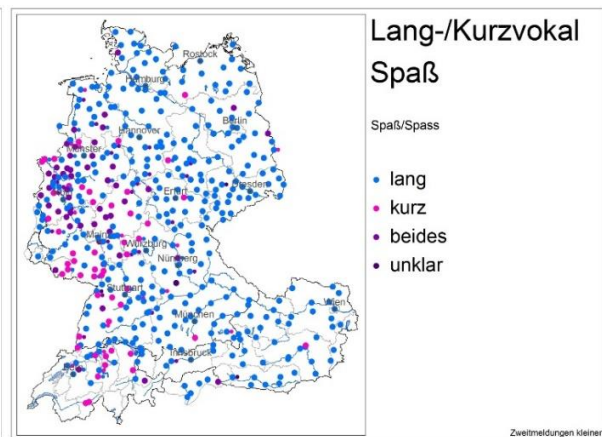 Lang-/Kurzvokal
Spaß
Spaß/Spass
lang
kurz
beides
unklar
Rostock
Hamburg
Berlin
Hannover
Münster
Dresden
Erfurt
Mainz
Würzburg
Nürnberg
Stuttgart
Wien
München
Innsbruck
Zweitmeldungen kleiner